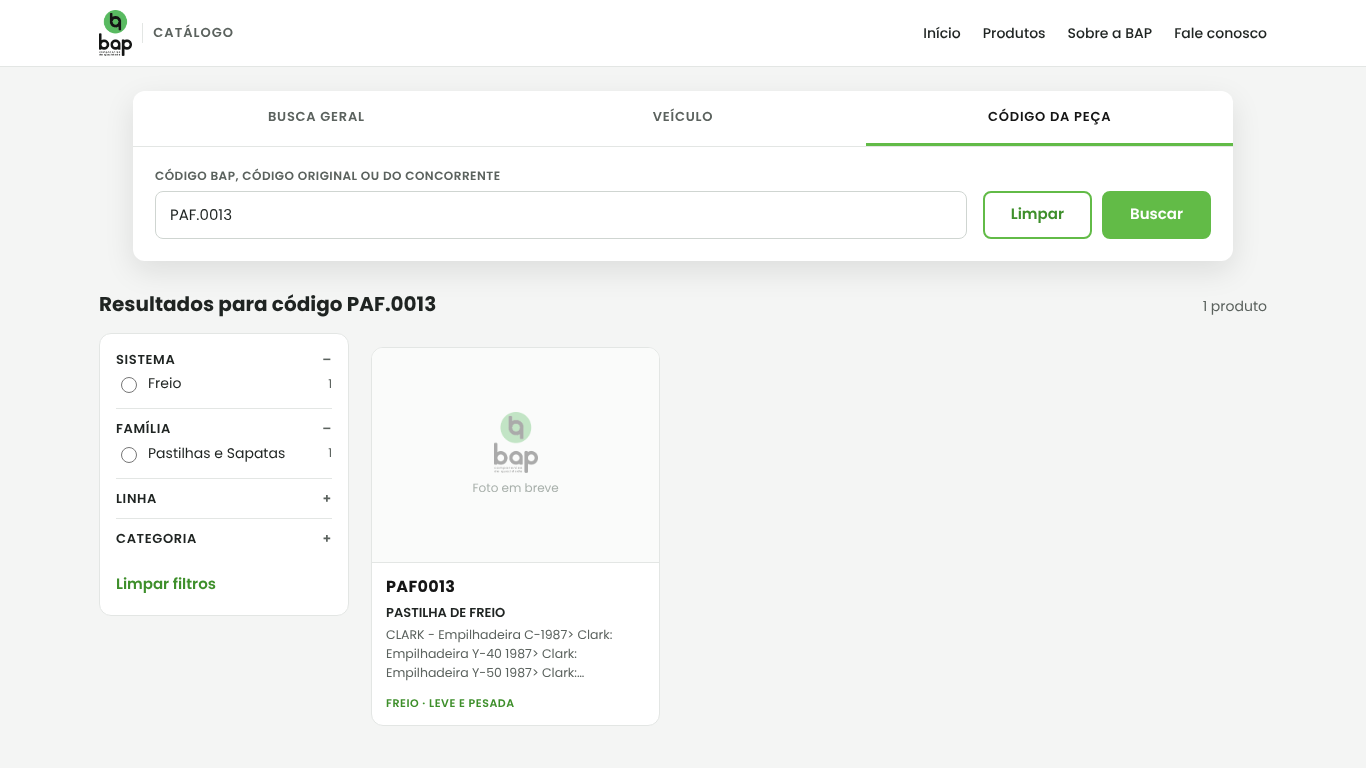 bap
CATÁLOGO
Início
Produtos
Sobre a BAP
Fale conosco
BUSCA GERAL
VEÍCULO
CÓDIGO DA PEÇA
CÓDIGO BAP, CÓDIGO ORIGINAL OU DO CONCORRENTE
PAF.0013
Limpar
Buscar
Resultados para código PAF.0013
1 produto
SISTEMA −
Freio 1
FAMÍLIA −
Pastilhas e Sapatas 1
LINHA +
CATEGORIA +
Limpar filtros
bap
Foto em breve
PAF0013
PASTILHA DE FREIO
CLARK - Empilhadeira C-1987> Clark:
Empilhadeira Y-40 1987> Clark:
Empilhadeira Y-50 1987> Clark:...
FREIO · LEVE E PESADA